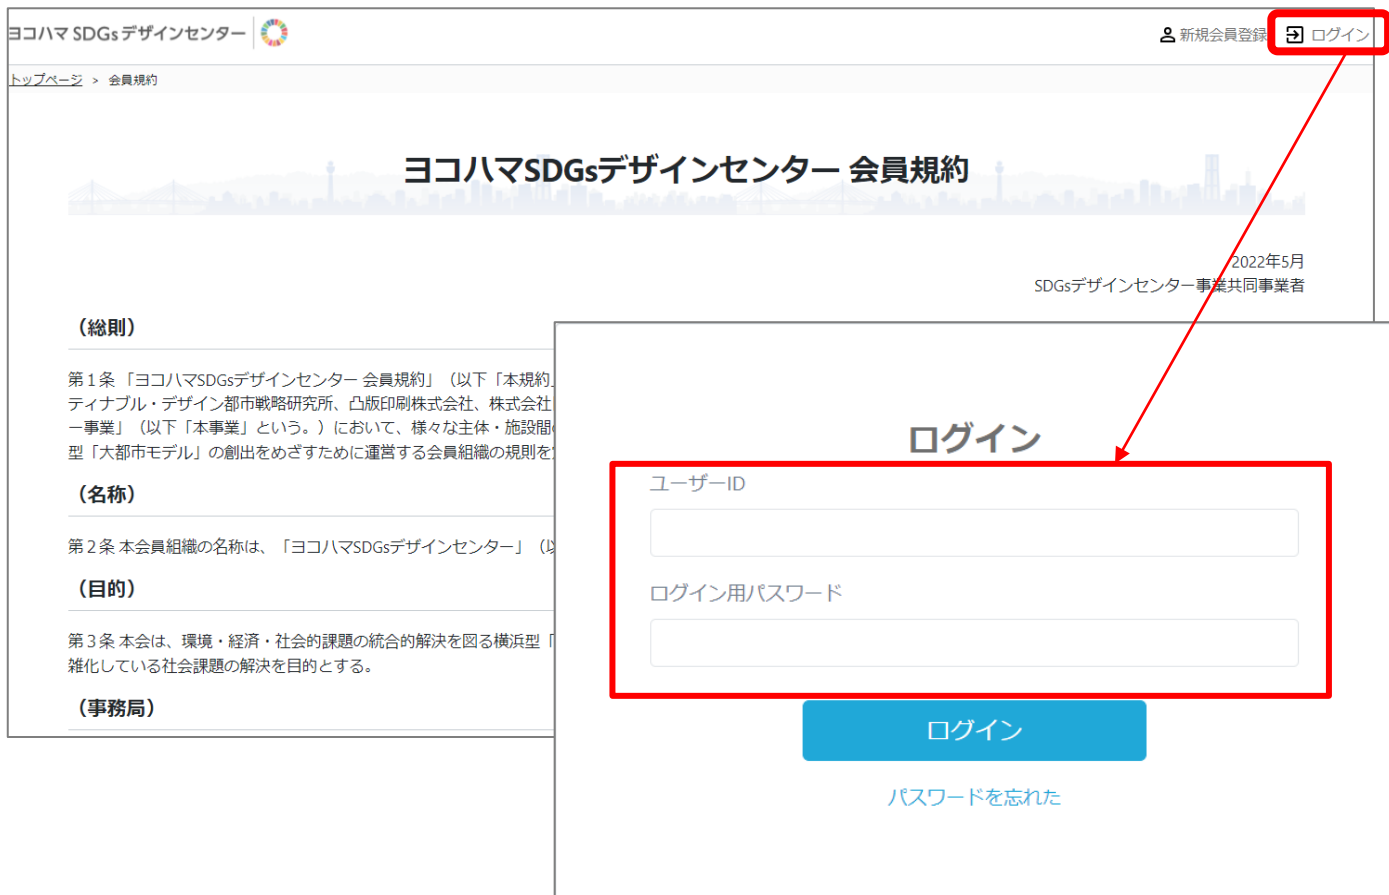 ヨコハマ SDGs デザインセンター
新規会員登録
ログイン
トップページ > 会員規約
ヨコハマSDGsデザインセンター 会員規約
2022年5月
SDGsデザインセンター事業共同事業者
（総則）
第１条 「ヨコハマSDGsデザインセンター 会員規約」（以下「本規約」
ティナブル・デザイン都市戦略研究所、凸版印刷株式会社、株式会社
ー事業」（以下「本事業」という。）において、様々な主体・施設間
型「大都市モデル」の創出をめざすために運営する会員組織の規則を
（名称）
第２条 本会員組織の名称は、「ヨコハマSDGsデザインセンター」（以
（目的）
第３条 本会は、環境・経済・社会的課題の統合的解決を図る横浜型「
雑化している社会課題の解決を目的とする。
（事務局）
ログイン
ユーザーID
ログイン用パスワード
ログイン
パスワードを忘れた